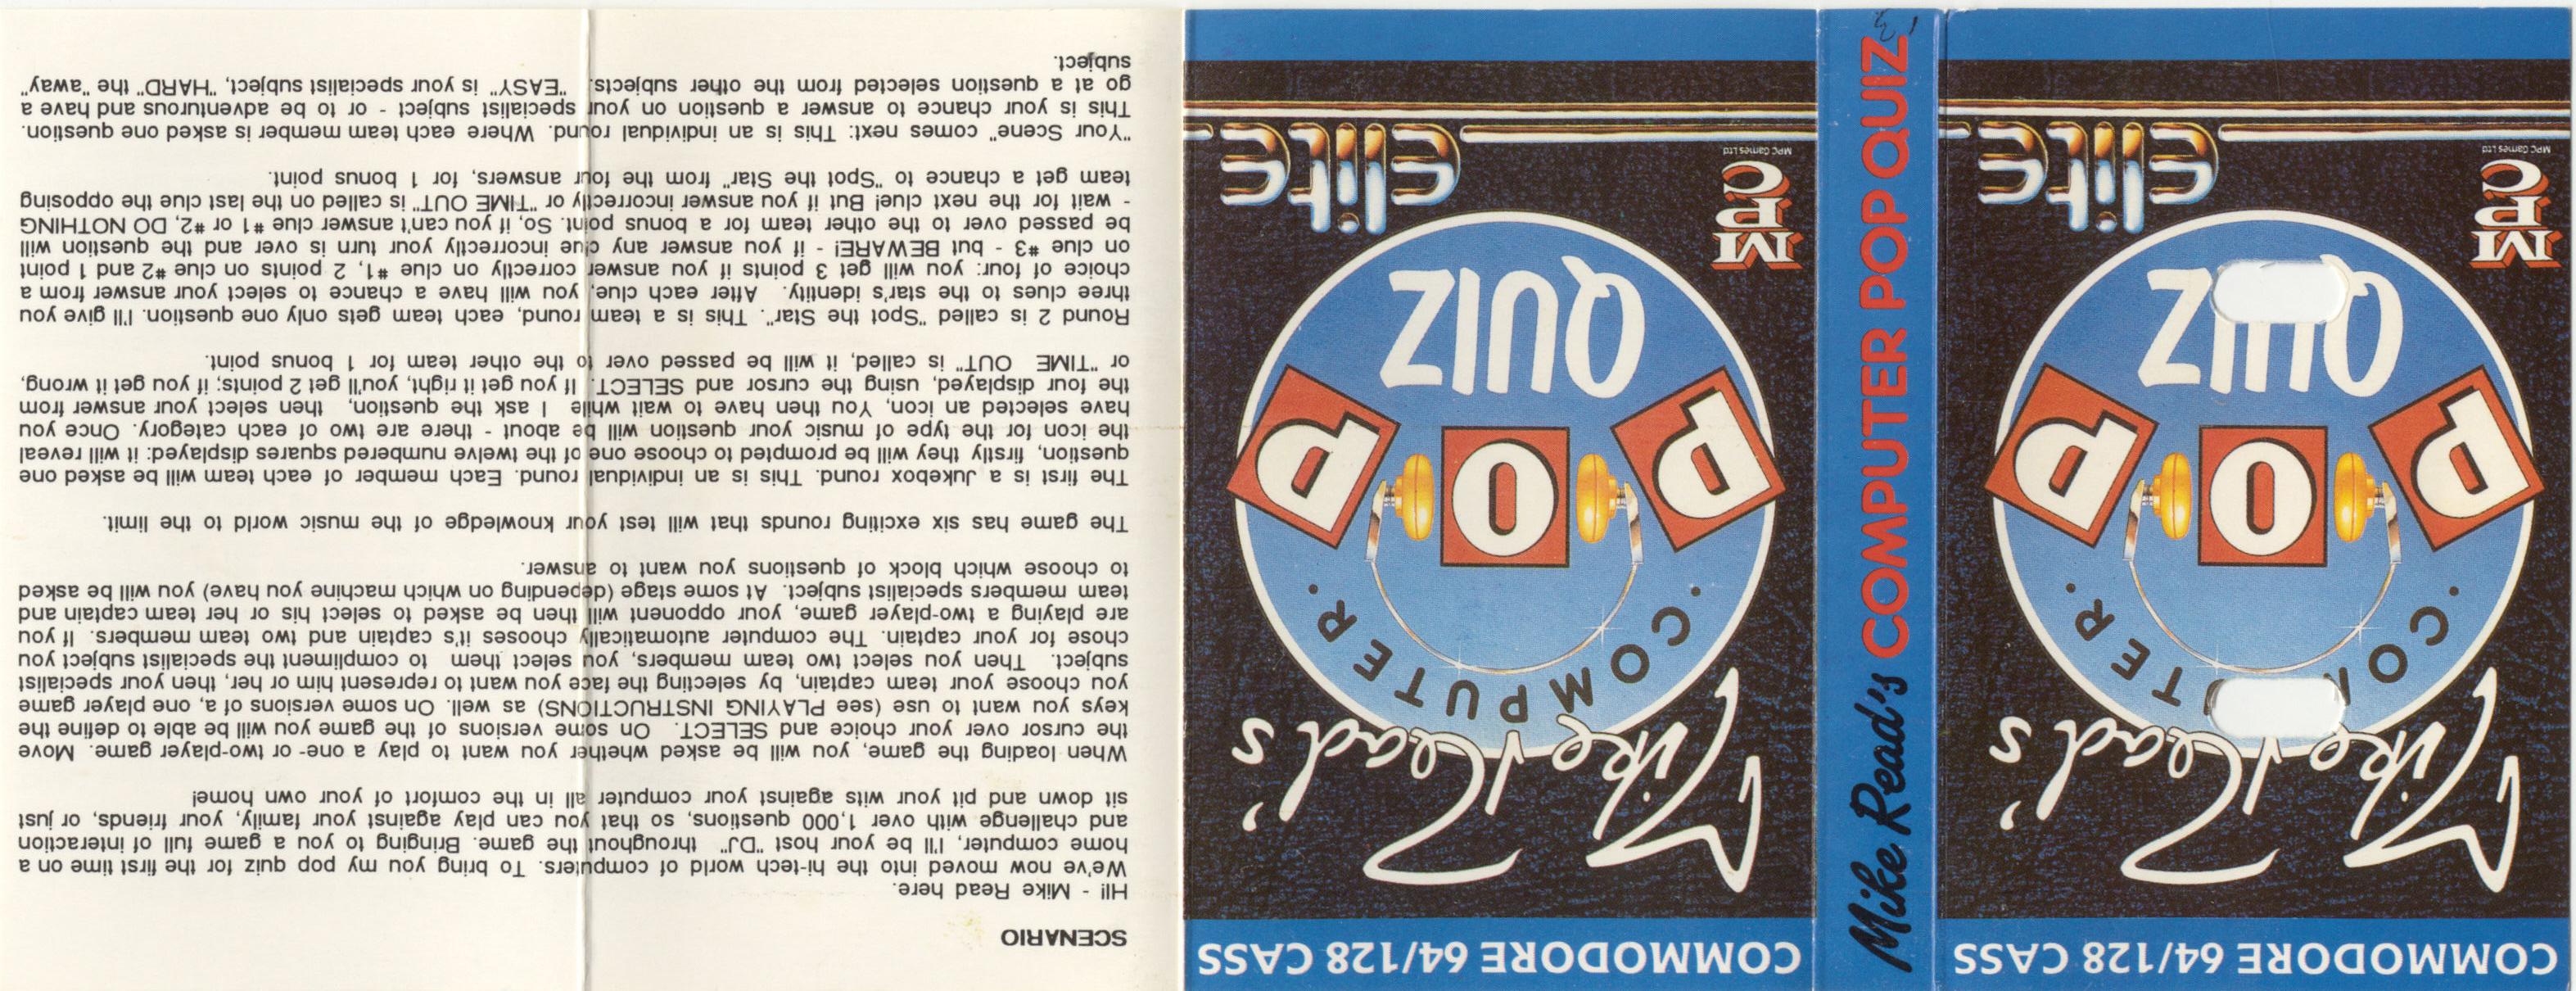 COMMODORE 64/128 CASS
Mike Read's
. COMPUTER .
POP
QUIZ
MPC
MPC Games Ltd
elite
Mike Read's COMPUTER POP QUIZ
COMMODORE 64/128 CASS
Mike Read's
. COMPUTER .
POP
QUIZ
MPC
MPC Games Ltd
elite
SCENARIO
HI! - Mike Read here.
We've now moved into the hi-tech world of computers. To bring you my pop quiz for the first time on a
home computer, I'll be your host "DJ" throughout the game. Bringing to you a game full of interaction
and challenge with over 1,000 questions, so that you can play against your family, your friends, or just
sit down and pit your wits against your computer all in the comfort of your own home!
When loading the game, you will be asked whether you want to play a one- or two-player game. Move
the cursor over your choice and SELECT. On some versions of the game you will be able to define the
keys you want to use (see PLAYING INSTRUCTIONS) as well. On some versions of a, one player game
you choose your team captain, by selecting the face you want to represent him or her, then your specialist
subject. Then you select two team members, you select them to compliment the specialist subject you
chose for your captain. The computer automatically chooses it's captain and two team members. If you
are playing a two-player game, your opponent will then be asked to select his or her team captain and
team members specialist subject. At some stage (depending on which machine you have) you will be asked
to choose which block of questions you want to answer.
The game has six exciting rounds that will test your knowledge of the music world to the limit.
The first is a Jukebox round. This is an individual round. Each member of each team will be asked one
question, firstly they will be prompted to choose one of the twelve numbered squares displayed: it will reveal
the icon for the type of music your question will be about - there are two of each category. Once you
have selected an icon, You then have to wait while I ask the question, then select your answer from
the four displayed, using the cursor and SELECT. If you get it right, you'll get 2 points; if you get it wrong,
or "TIME OUT" is called, it will be passed over to the other team for 1 bonus point.
Round 2 is called "Spot the Star". This is a team round, each team gets only one question. I'll give you
three clues to the star's identity. After each clue, you will have a chance to select your answer from a
choice of four: you will get 3 points if you answer correctly on clue #1, 2 points on clue #2 and 1 point
on clue #3 - but BEWARE! - if you answer any clue incorrectly your turn is over and the question will
be passed over to the other team for a bonus point. So, if you can't answer clue #1 or #2, DO NOTHING
- wait for the next clue! But if you answer incorrectly or "TIME OUT" is called on the last clue the opposing
team get a chance to "Spot the Star" from the four answers, for 1 bonus point.
"Your Scene" comes next: This is an individual round. Where each team member is asked one question.
This is your chance to answer a question on your specialist subject - or to be adventurous and have a
go at a question selected from the other subjects. "EASY" is your specialist subject, "HARD" the "away"
subject.